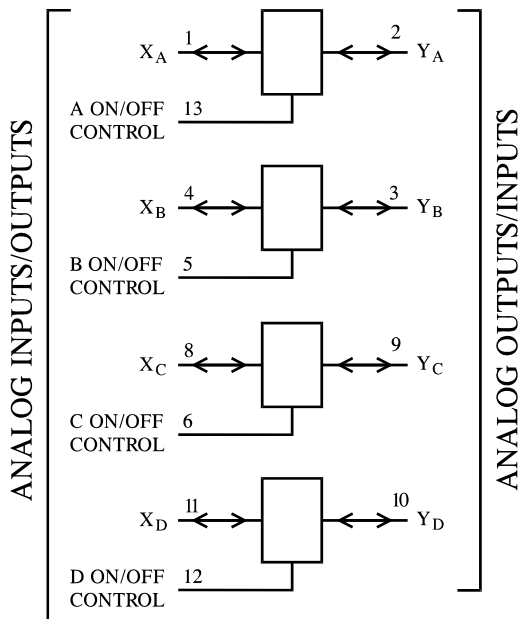 ANALOG INPUTS/OUTPUTS
1
2
X_A
Y_A
A ON/OFF 13
CONTROL
4
3
X_B
Y_B
B ON/OFF 5
CONTROL
8
9
X_C
Y_C
C ON/OFF 6
CONTROL
11
10
X_D
Y_D
D ON/OFF 12
CONTROL
ANALOG OUTPUTS/INPUTS